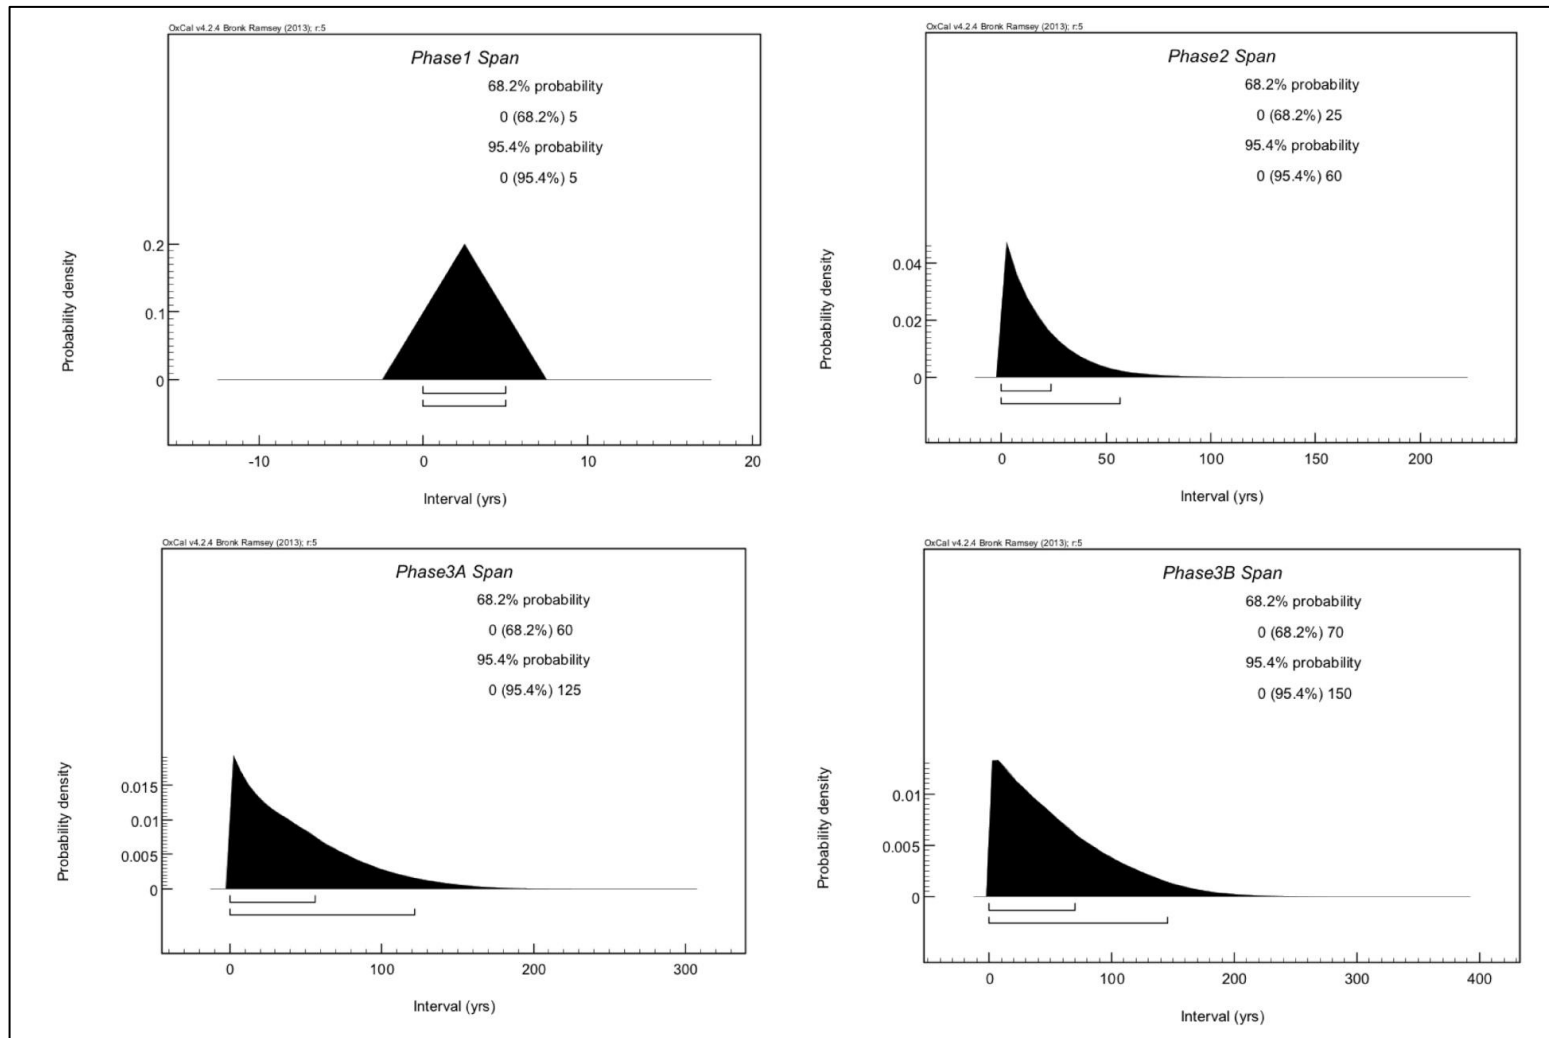 OxCal v4.2.4 Bronk Ramsey (2013); r:5
Phase1 Span
68.2% probability
0 (68.2%) 5
95.4% probability
0 (95.4%) 5
Probability density
0.2
0.1
0
-10 0 10 20
Interval (yrs)
OxCal v4.2.4 Bronk Ramsey (2013); r:5
Phase2 Span
68.2% probability
0 (68.2%) 25
95.4% probability
0 (95.4%) 60
Probability density
0.04
0.02
0
0 50 100 150 200
Interval (yrs)
OxCal v4.2.4 Bronk Ramsey (2013); r:5
Phase3A Span
68.2% probability
0 (68.2%) 60
95.4% probability
0 (95.4%) 125
Probability density
0.015
0.01
0.005
0
0 100 200 300
Interval (yrs)
OxCal v4.2.4 Bronk Ramsey (2013); r:5
Phase3B Span
68.2% probability
0 (68.2%) 70
95.4% probability
0 (95.4%) 150
Probability density
0.01
0.005
0
0 100 200 300 400
Interval (yrs)